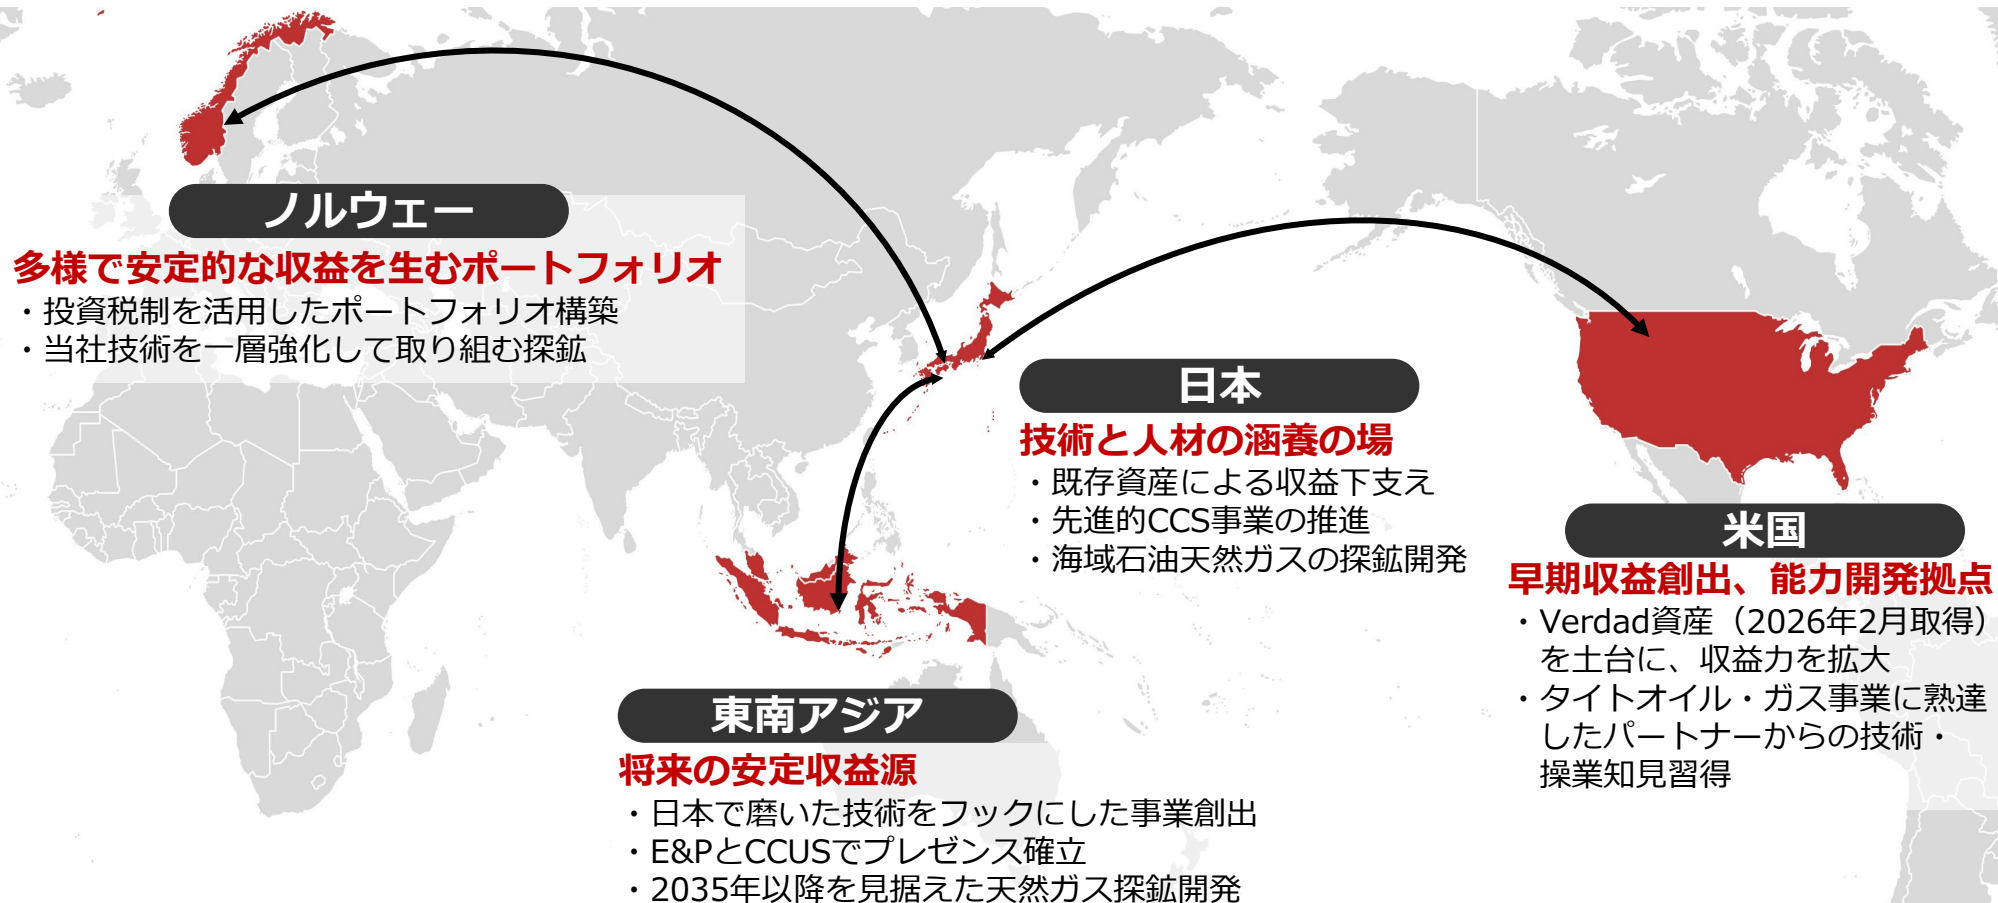 ノルウェー
多様で安定的な収益を生むポートフォリオ
・投資税制を活用したポートフォリオ構築
・当社技術を一層強化して取り組む探鉱
日本
技術と人材の涵養の場
・既存資産による収益下支え
・先進的CCS事業の推進
・海域石油天然ガスの探鉱開発
米国
早期収益創出、能力開発拠点
・Verdad資産（2026年2月取得）
を土台に、収益力を拡大
・タイトオイル・ガス事業に熟達
したパートナーからの技術・
操業知見習得
東南アジア
将来の安定収益源
・日本で磨いた技術をフックにした事業創出
・E&PとCCUSでプレゼンス確立
・2035年以降を見据えた天然ガス探鉱開発